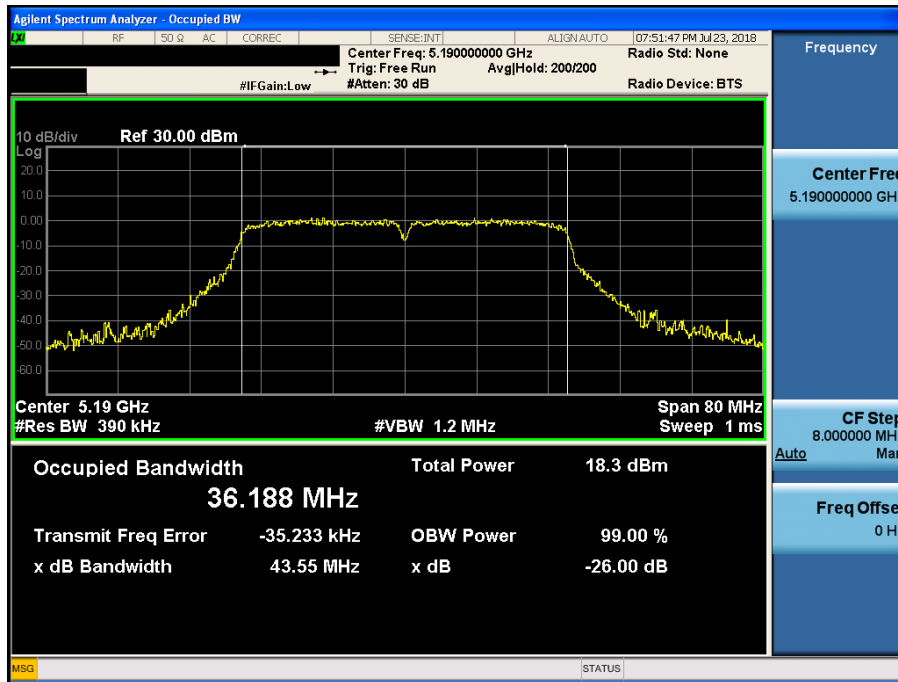 Agilent Spectrum Analyzer - Occupied BW
LXI RF 50 Ω AC CORREC SENSE:INT ALIGN AUTO 07:51:47 PM Jul 23, 2018
Center Freq: 5.190000000 GHz Radio Std: None
Trig: Free Run Avg|Hold: 200/200
#IFGain:Low #Atten: 30 dB Radio Device: BTS
Frequency
10 dB/div Ref 30.00 dBm
Log
20.0
10.0
0.00
-10.0
-20.0
-30.0
-40.0
-50.0
-60.0
Center 5.19 GHz Span 80 MHz
#Res BW 390 kHz #VBW 1.2 MHz Sweep 1 ms
Center Fre
5.190000000 GH
CF Step
8.000000 MH
Auto Ma
Freq Offse
0 H
Occupied Bandwidth Total Power 18.3 dBm
36.188 MHz
Transmit Freq Error -35.233 kHz OBW Power 99.00 %
x dB Bandwidth 43.55 MHz x dB -26.00 dB
MSG STATUS